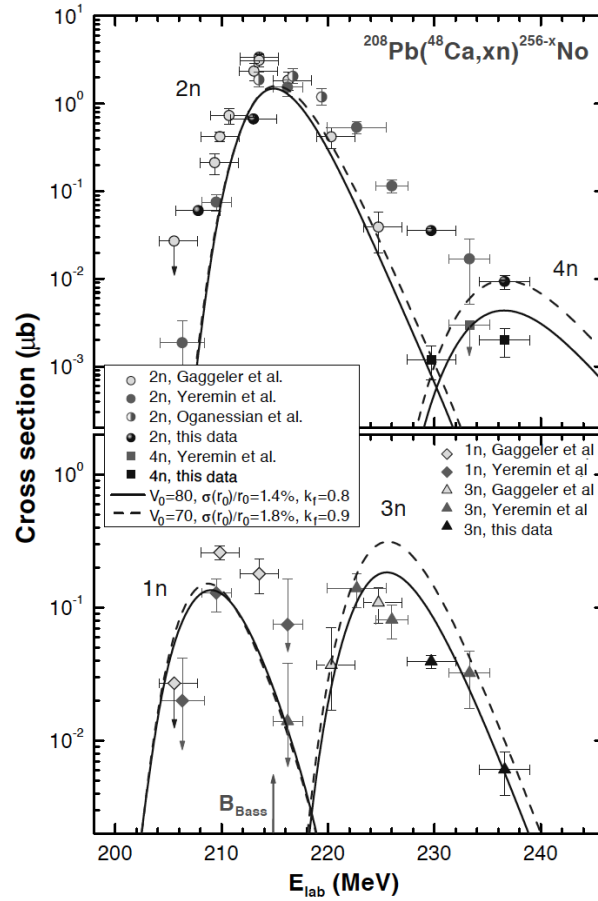 ²⁰⁸Pb(⁴⁸Ca,xn)²⁵⁶⁻ˣNo
2n
4n
10¹
10⁰
10⁻¹
10⁻²
10⁻³
2n, Gaggeler et al.
2n, Yeremin et al.
2n, Oganessian et al.
2n, this data
4n, Yeremin et al.
4n, this data
V₀=80, σ(r₀)/r₀=1.4%, k_f=0.8
V₀=70, σ(r₀)/r₀=1.8%, k_f=0.9
1n, Gaggeler et al
1n, Yeremin et al
3n, Gaggeler et al
3n, Yeremin et al
3n, this data
Cross section (μb)
10⁰
10⁻¹
10⁻²
1n
3n
B_Bass
200
210
220
230
240
E_lab (MeV)